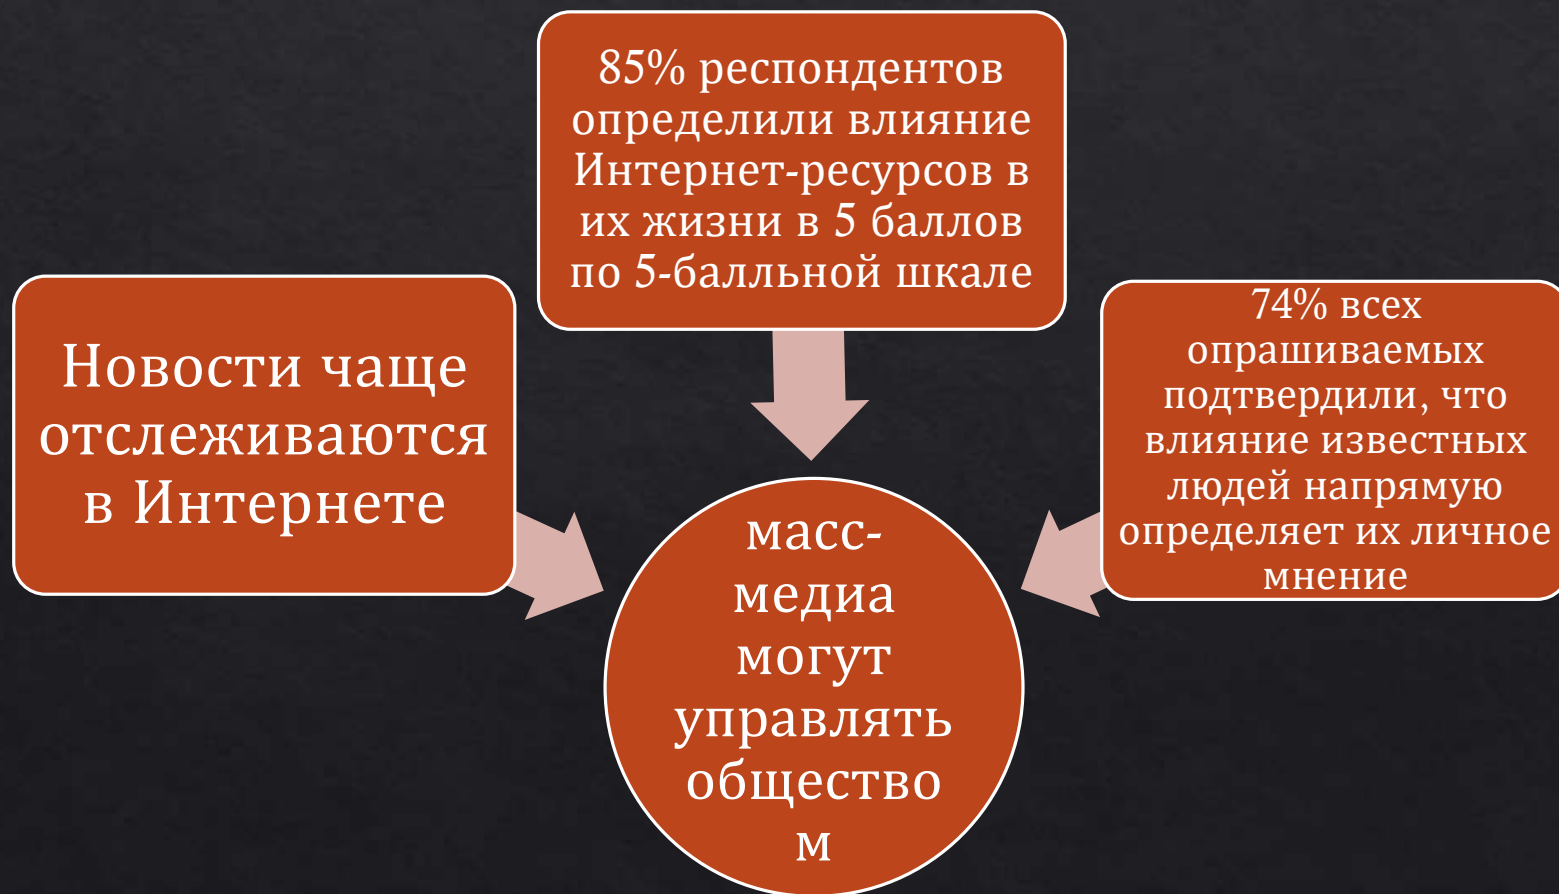 85% респондентов
определили влияние
Интернет-ресурсов в
их жизни в 5 баллов
по 5-балльной шкале
Новости чаще
отслеживаются
в Интернете
74% всех
опрашиваемых
подтвердили, что
влияние известных
людей напрямую
определяет их личное
мнение
масс-
медиа
могут
управлять
общество
м